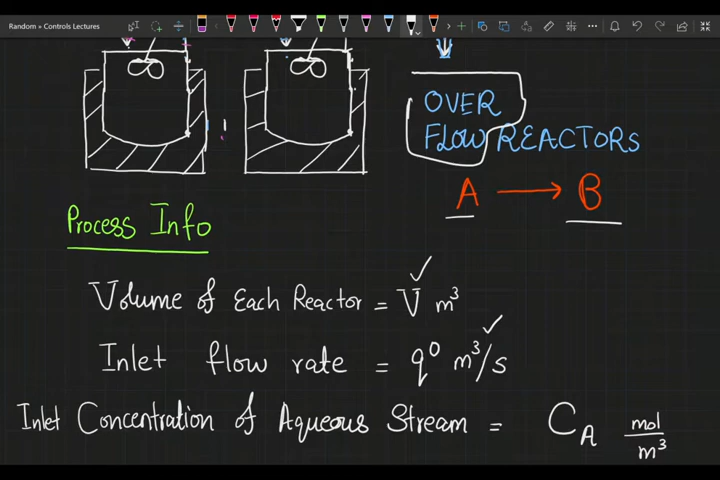 Random » Controls Lectures
OVER
FLOW REACTORS
A → B
Process Info
Volume of Each Reactor = V m³
Inlet flow rate = q⁰ m³/s
Inlet Concentration of Aqueous Stream = C_A mol/m³